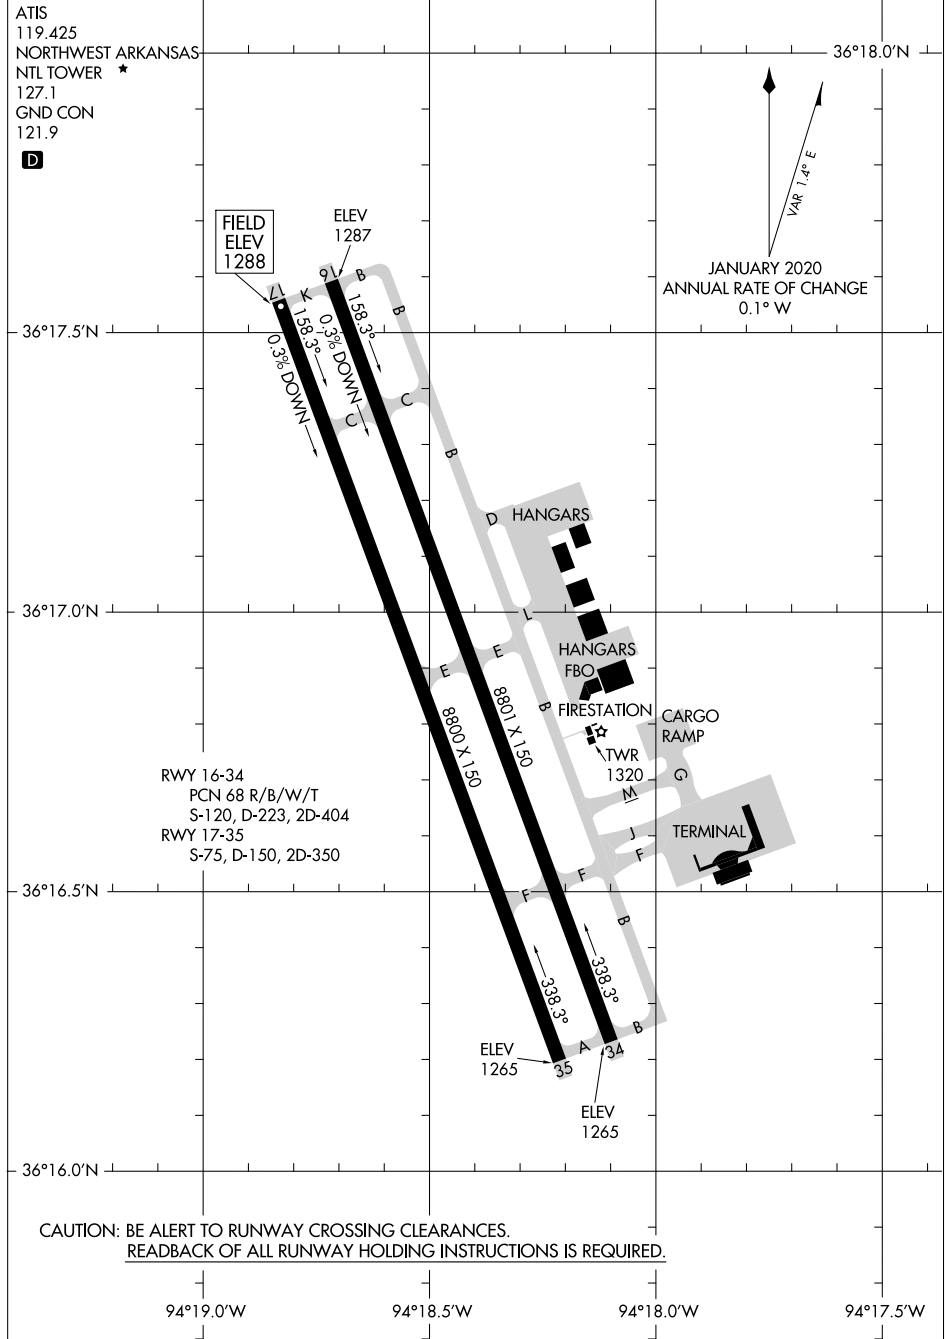 ATIS
119.425
NORTHWEST ARKANSAS
NTL TOWER ★
127.1
GND CON
121.9
D
36°18.0'N
VAR 1.4° E
JANUARY 2020
ANNUAL RATE OF CHANGE
0.1° W
FIELD
ELEV
1288
ELEV
1287
17
K
16
B
B
158.3°
0.3% DOWN
158.3°
0.3% DOWN
36°17.5'N
C
C
B
D
HANGARS
36°17.0'N
L
E
E
HANGARS
FBO
B
FIRESTATION
CARGO
RAMP
8800 X 150
8801 X 150
TWR
1320
G
M
J
F
TERMINAL
RWY 16-34
PCN 68 R/B/W/T
S-120, D-223, 2D-404
RWY 17-35
S-75, D-150, 2D-350
36°16.5'N
F
F
B
338.3°
338.3°
A
B
35
34
ELEV
1265
ELEV
1265
36°16.0'N
CAUTION: BE ALERT TO RUNWAY CROSSING CLEARANCES.
READBACK OF ALL RUNWAY HOLDING INSTRUCTIONS IS REQUIRED.
94°19.0'W
94°18.5'W
94°18.0'W
94°17.5'W